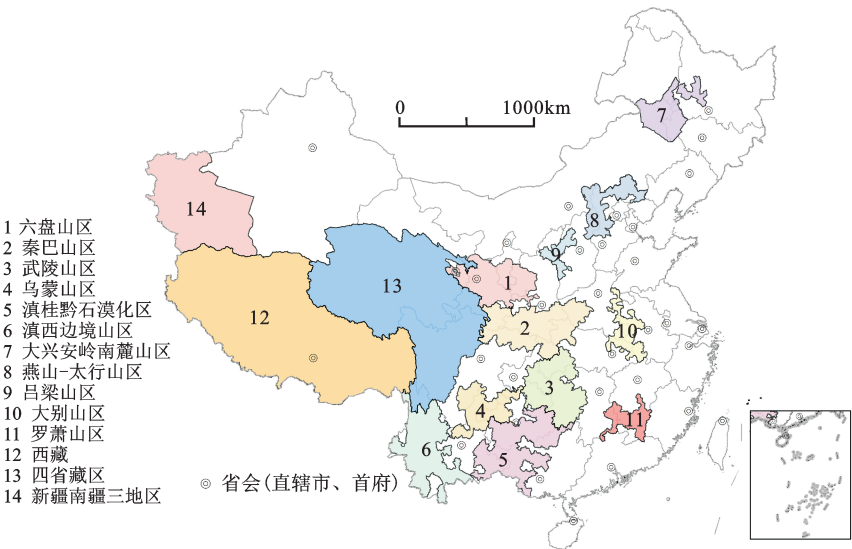 0 1000km
7
14
8
9
13
1
12
2
10
3
4
11
6
5
1 六盘山区
2 秦巴山区
3 武陵山区
4 乌蒙山区
5 滇桂黔石漠化区
6 滇西边境山区
7 大兴安岭南麓山区
8 燕山-太行山区
9 吕梁山区
10 大别山区
11 罗萧山区
12 西藏
13 四省藏区
14 新疆南疆三地区
省会(直辖市、首府)